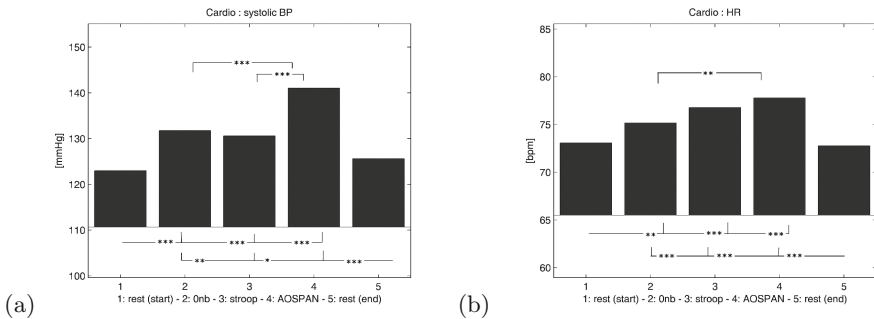 Cardio : systolic BP
150
***
***
140
[mmHg]
130
120
110
*** *** ***
** * ***
100
1 2 3 4 5
(a) 1: rest (start) - 2: 0nb - 3: stroop - 4: AOSPAN - 5: rest (end)
Cardio : HR
85
80
**
75
[bpm]
70
65
** *** ***
*** *** ***
60
1 2 3 4 5
(b) 1: rest (start) - 2: 0nb - 3: stroop - 4: AOSPAN - 5: rest (end)